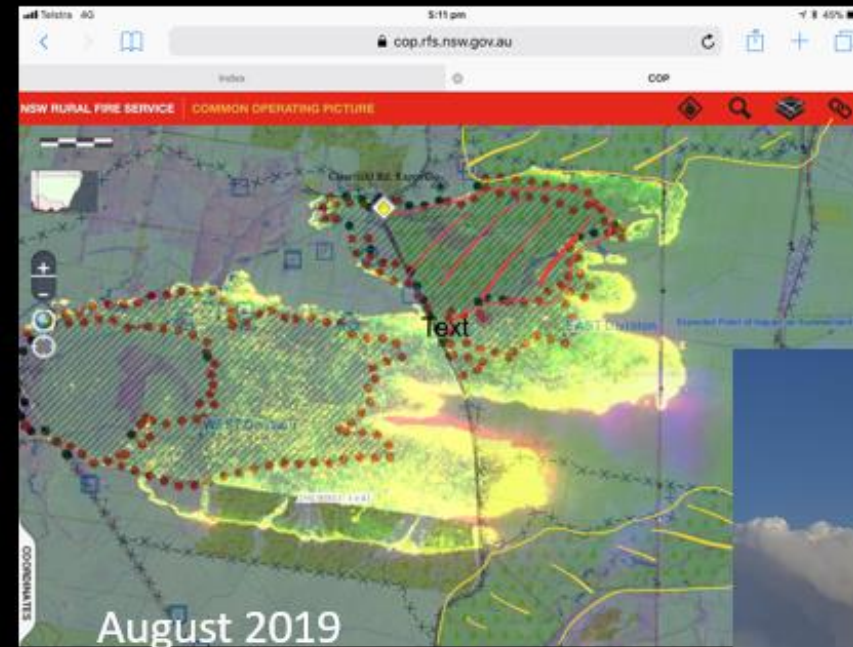 Telstra 4G
5:11 pm
45%
cop.rfs.nsw.gov.au
Index
COP
NSW RURAL FIRE SERVICE COMMON OPERATING PICTURE
Text
EAST Division
WEST Division
COORDINATES
August 2019